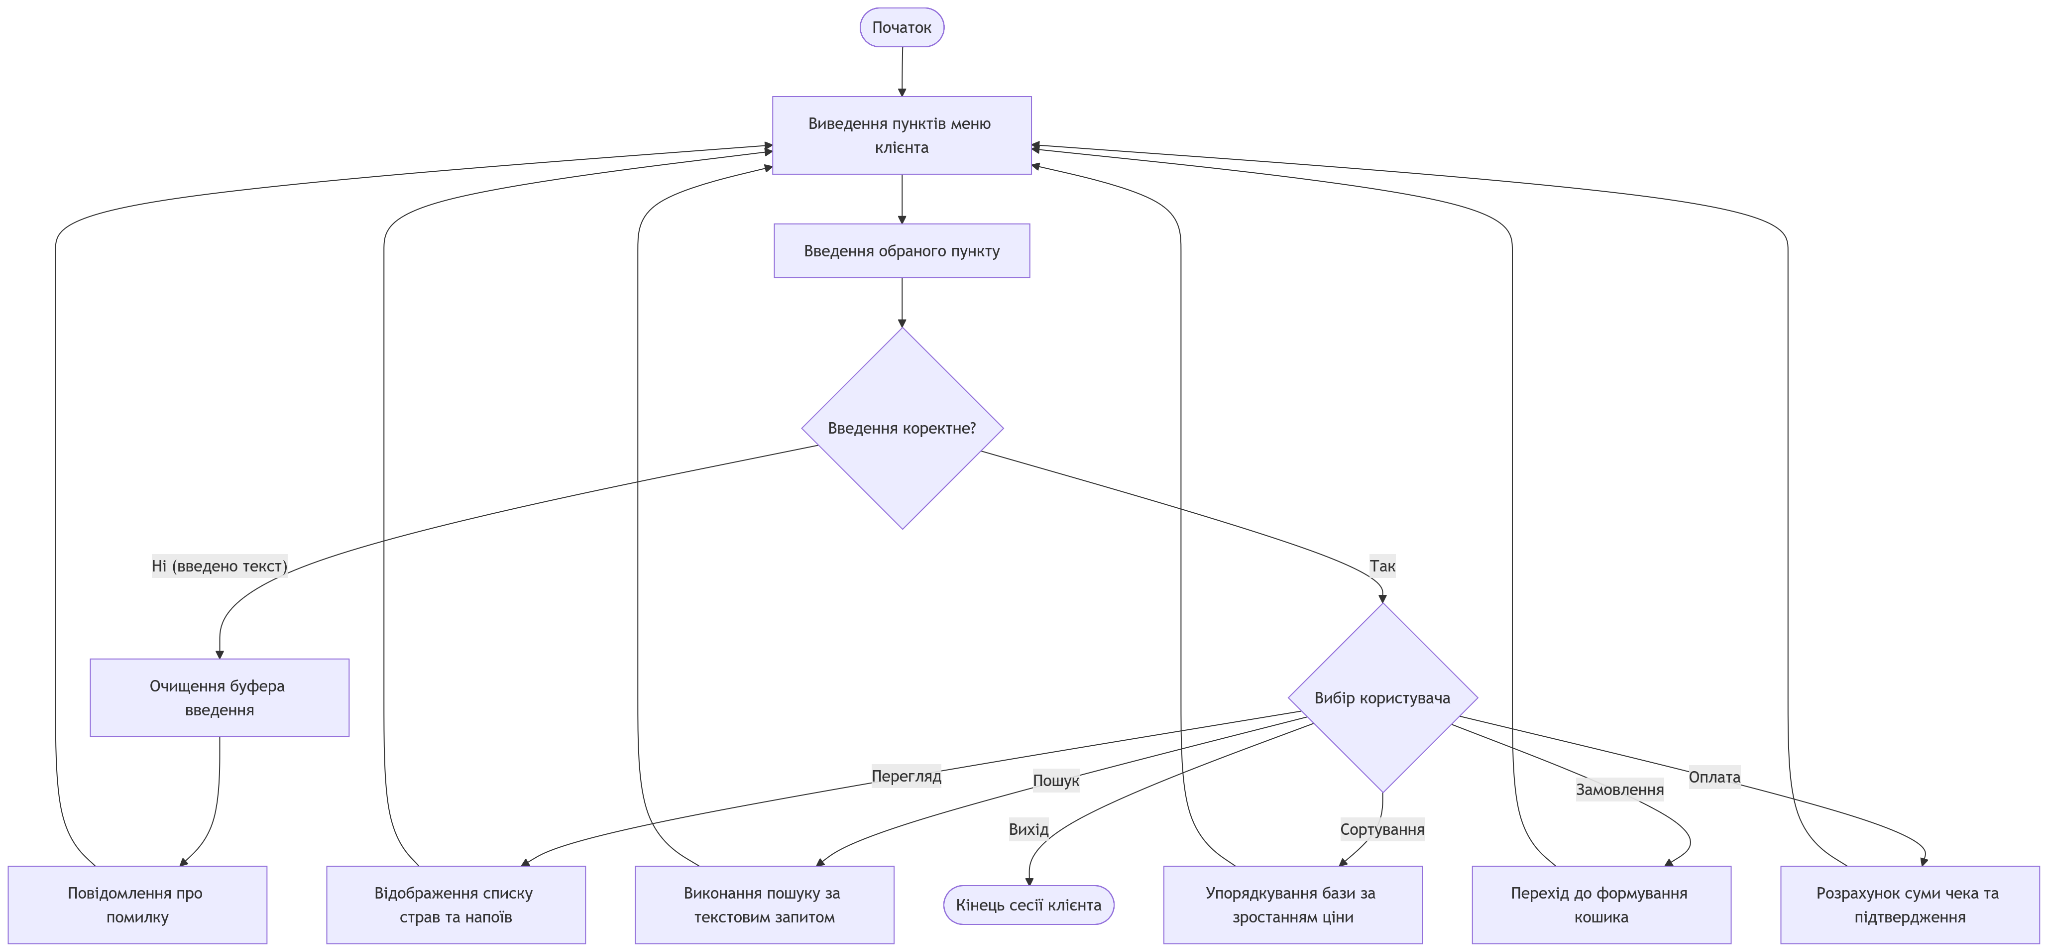 Початок
Виведення пунктів меню
клієнта
Введення обраного пункту
Введення коректне?
Ні (введено текст)
Так
Очищення буфера
введення
Вибір користувача
Перегляд
Пошук
Вихід
Сортування
Замовлення
Оплата
Повідомлення про
помилку
Відображення списку
страв та напоїв
Виконання пошуку за
текстовим запитом
Кінець сесії клієнта
Упорядкування бази за
зростанням ціни
Перехід до формування
кошика
Розрахунок суми чека та
підтвердження